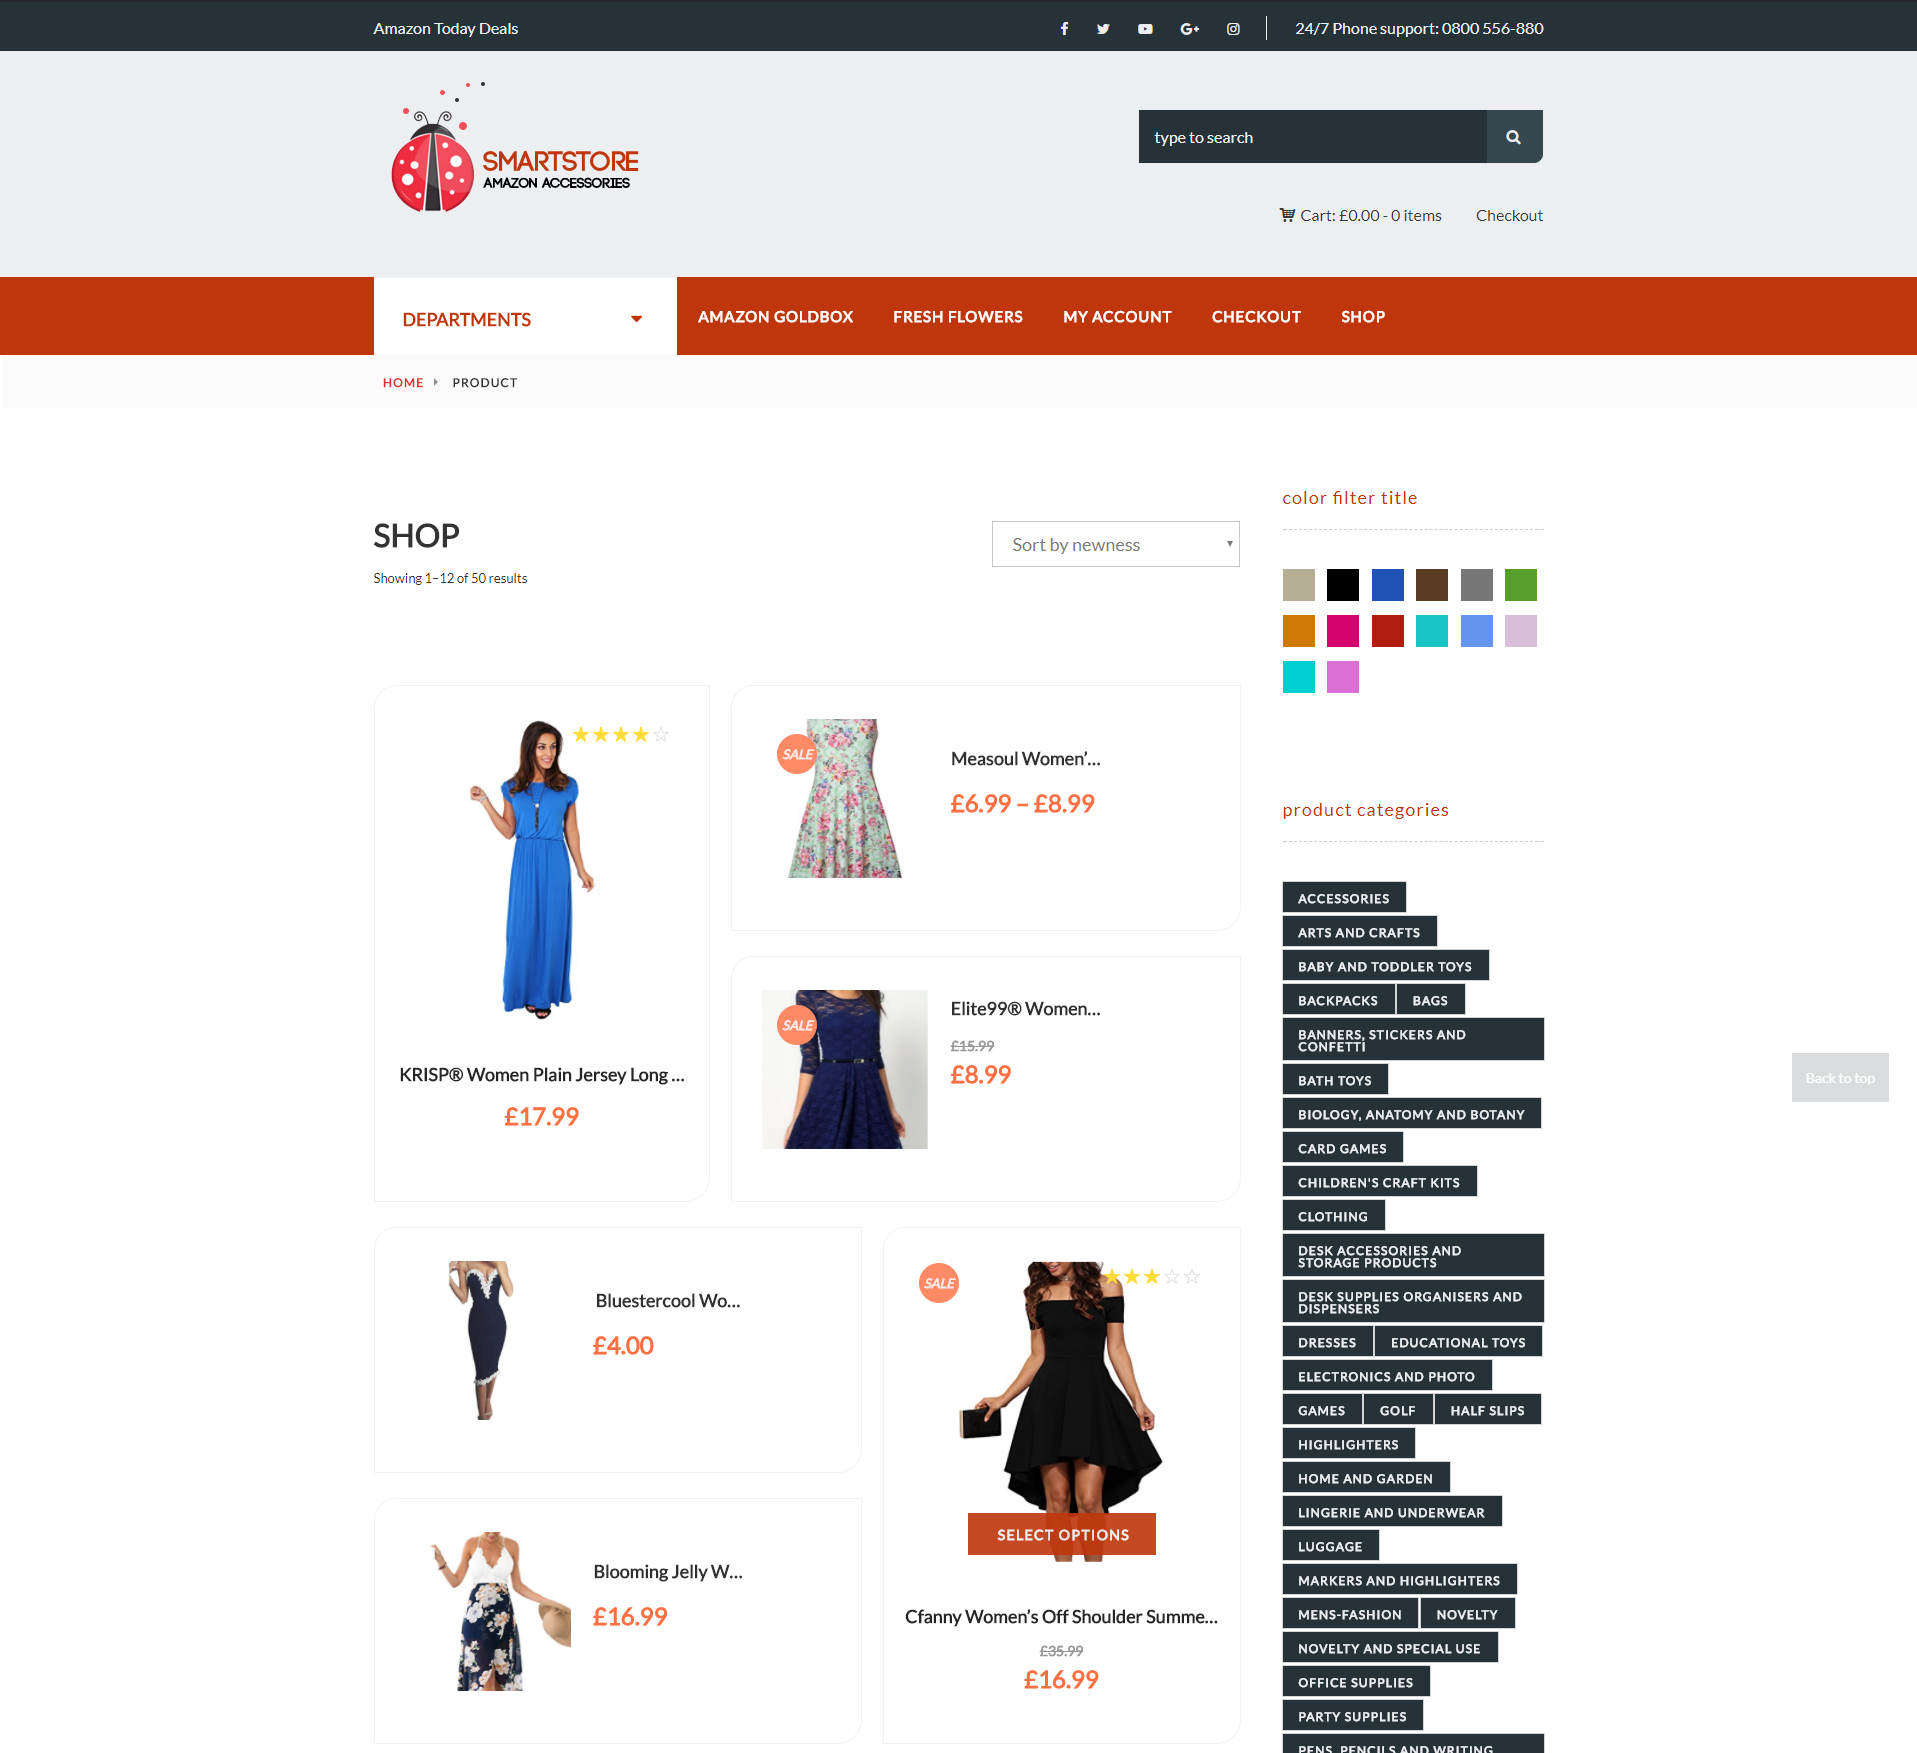 Amazon Today Deals
24/7 Phone support: 0800 556-880
SMARTSTORE
AMAZON ACCESSORIES
type to search
Cart: £0.00 - 0 items
Checkout
DEPARTMENTS
AMAZON GOLDBOX
FRESH FLOWERS
MY ACCOUNT
CHECKOUT
SHOP
HOME
PRODUCT
SHOP
Showing 1–12 of 50 results
Sort by newness
KRISP® Women Plain Jersey Long ...
£17.99
SALE
Measoul Women’...
£6.99 – £8.99
SALE
Elite99® Women...
£15.99
£8.99
Bluestercool Wo...
£4.00
Blooming Jelly W...
£16.99
SALE
SELECT OPTIONS
Cfanny Women’s Off Shoulder Summe...
£35.99
£16.99
color filter title
product categories
ACCESSORIES
ARTS AND CRAFTS
BABY AND TODDLER TOYS
BACKPACKS
BAGS
BANNERS, STICKERS AND
CONFETTI
BATH TOYS
BIOLOGY, ANATOMY AND BOTANY
CARD GAMES
CHILDREN'S CRAFT KITS
CLOTHING
DESK ACCESSORIES AND
STORAGE PRODUCTS
DESK SUPPLIES ORGANISERS AND
DISPENSERS
DRESSES
EDUCATIONAL TOYS
ELECTRONICS AND PHOTO
GAMES
GOLF
HALF SLIPS
HIGHLIGHTERS
HOME AND GARDEN
LINGERIE AND UNDERWEAR
LUGGAGE
MARKERS AND HIGHLIGHTERS
MENS-FASHION
NOVELTY
NOVELTY AND SPECIAL USE
OFFICE SUPPLIES
PARTY SUPPLIES
PENS, PENCILS AND WRITING
Back to top